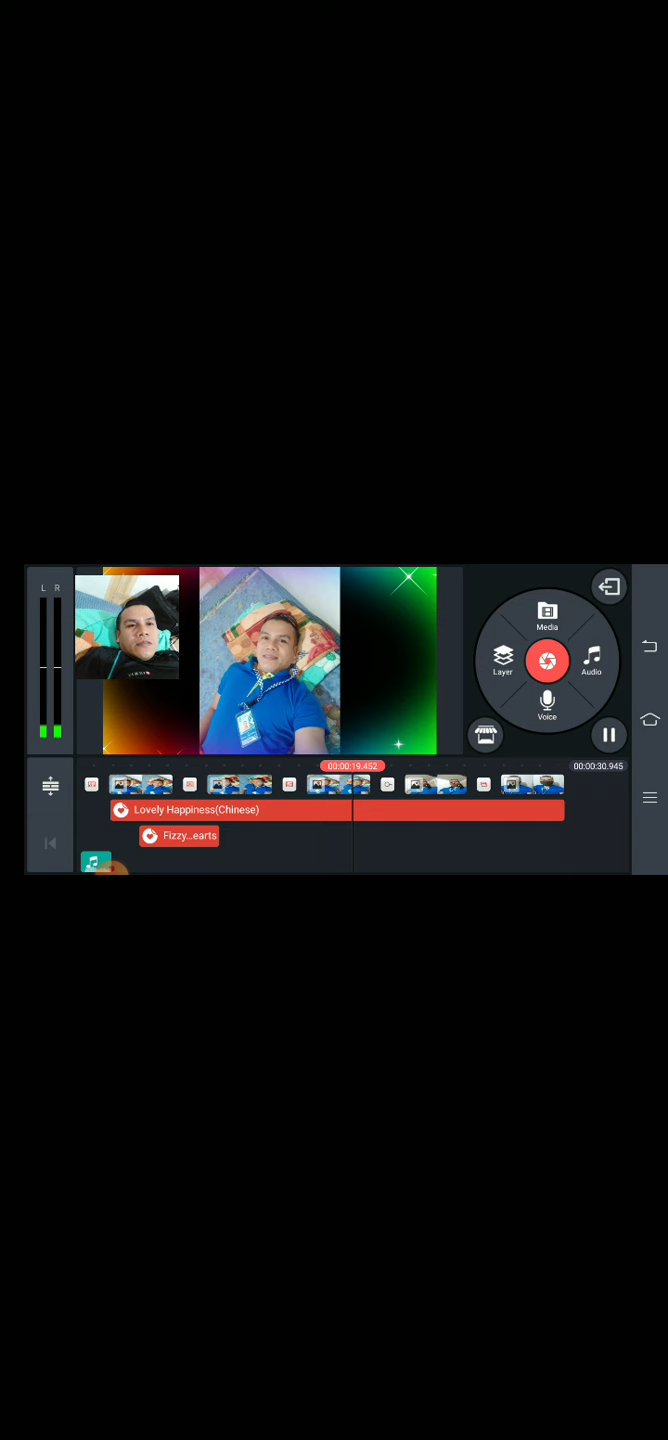 L R
Media
Layer
Audio
Voice
00:00:19.452
00:00:30.945
Lovely Happiness(Chinese)
Fizzy...earts